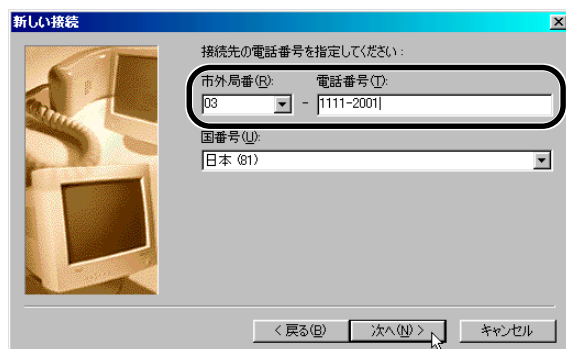 新しい接続
接続先の電話番号を指定してください：
市外局番(R): 電話番号(T):
03 - 1111-2001
国番号(U):
日本 (81)
< 戻る(B) 次へ(N) > キャンセル